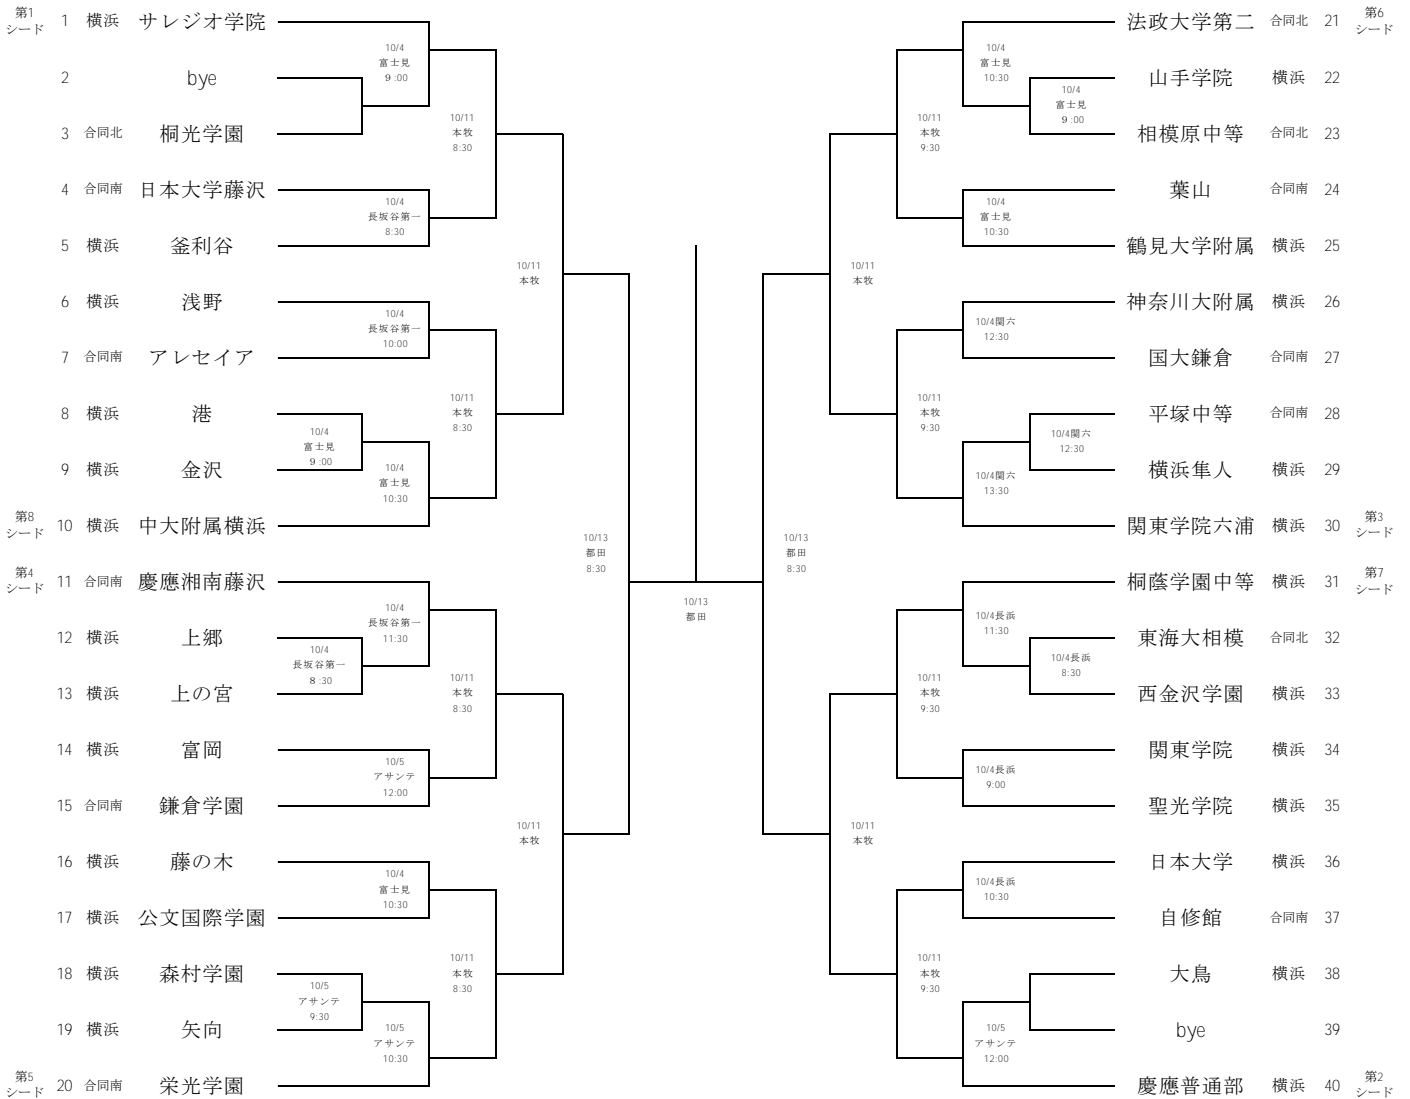 第1
シード
1 横浜 サレジオ学院
2 bye
3 合同北 桐光学園
4 合同南 日本大学藤沢
5 横浜 釜利谷
6 横浜 浅野
7 合同南 アレセイア
8 横浜 港
9 横浜 金沢
第8
シード
10 横浜 中大附属横浜
第4
シード
11 合同南 慶應湘南藤沢
12 横浜 上郷
13 横浜 上の宮
14 横浜 富岡
15 合同南 鎌倉学園
16 横浜 藤の木
17 横浜 公文国際学園
18 横浜 森村学園
19 横浜 矢向
第5
シード
20 合同南 栄光学園
10/4
富士見
9:00
10/4
長坂谷第一
8:30
10/4
長坂谷第一
10:00
10/4
富士見
9:00
10/4
富士見
10:30
10/4
長坂谷第一
11:30
10/4
長坂谷第一
8:30
10/5
アサンテ
12:00
10/4
富士見
10:30
10/5
アサンテ
9:30
10/5
アサンテ
10:30
10/11
本牧
8:30
10/11
本牧
8:30
10/11
本牧
8:30
10/11
本牧
8:30
10/11
本牧
10/11
本牧
10/13
都田
8:30
10/13
都田
10/13
都田
8:30
10/11
本牧
10/11
本牧
10/11
本牧
9:30
10/11
本牧
9:30
10/11
本牧
9:30
10/11
本牧
9:30
10/4
富士見
10:30
10/4
富士見
9:00
10/4
富士見
10:30
10/4関六
12:30
10/4関六
12:30
10/4関六
13:30
10/4長浜
11:30
10/4長浜
8:30
10/4長浜
9:00
10/4長浜
10:30
10/5
アサンテ
12:00
法政大学第二 合同北 21
第6
シード
山手学院 横浜 22
相模原中等 合同北 23
葉山 合同南 24
鶴見大学附属 横浜 25
神奈川大附属 横浜 26
国大鎌倉 合同南 27
平塚中等 合同南 28
横浜隼人 横浜 29
関東学院六浦 横浜 30
第3
シード
桐蔭学園中等 横浜 31
第7
シード
東海大相模 合同北 32
西金沢学園 横浜 33
関東学院 横浜 34
聖光学院 横浜 35
日本大学 横浜 36
自修館 合同南 37
大鳥 横浜 38
bye 39
慶應普通部 横浜 40
第2
シード